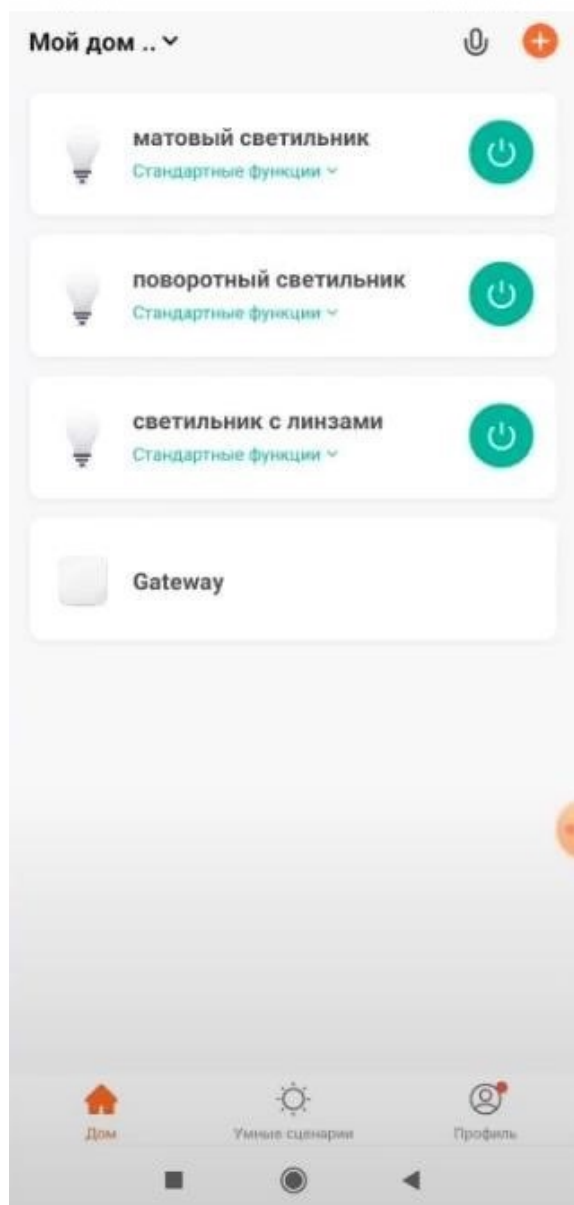 Мой дом ..
матовый светильник
Стандартные функции
поворотный светильник
Стандартные функции
светильник с линзами
Стандартные функции
Gateway
Дом
Умные сценарии
Профиль